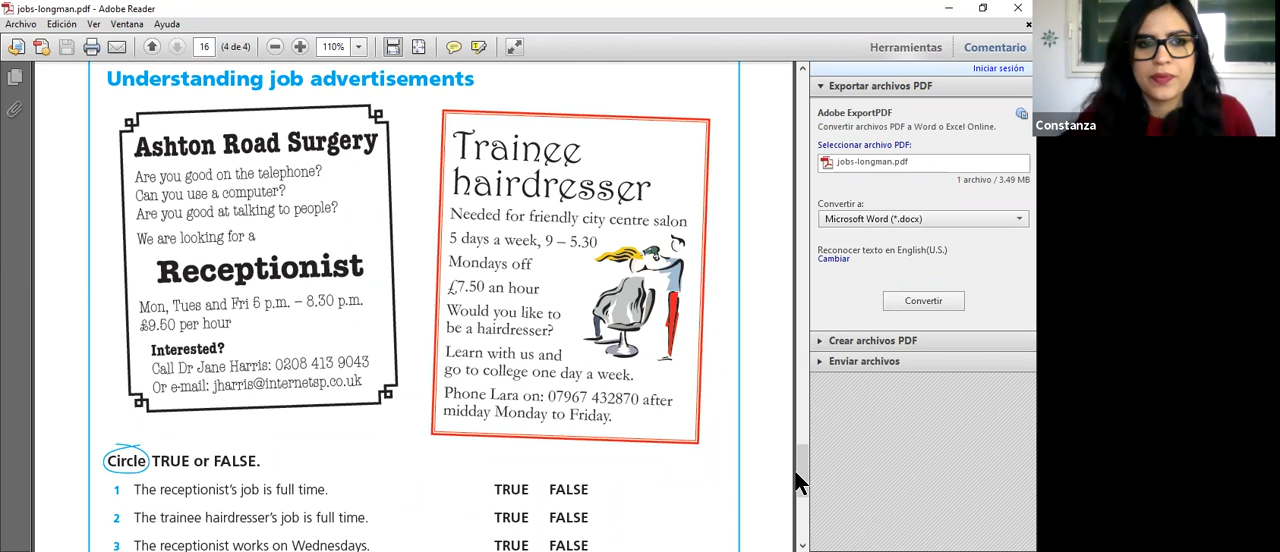 jobs-longman.pdf - Adobe Reader
Archivo Edición Ver Ventana Ayuda
16 (4 de 4) 110% Herramientas Comentario
Understanding job advertisements
Ashton Road Surgery
Are you good on the telephone?
Can you use a computer?
Are you good at talking to people?
We are looking for a
Receptionist
Mon, Tues and Fri 5 p.m. – 8.30 p.m.
£9.50 per hour
Interested?
Call Dr Jane Harris: 0208 413 9043
Or e-mail: jharris@internetsp.co.uk
Trainee
hairdresser
Needed for friendly city centre salon
5 days a week, 9 – 5.30
Mondays off
£7.50 an hour
Would you like to
be a hairdresser?
Learn with us and
go to college one day a week.
Phone Lara on: 07967 432870 after
midday Monday to Friday.
Circle TRUE or FALSE.
1 The receptionist's job is full time. TRUE FALSE
2 The trainee hairdresser's job is full time. TRUE FALSE
3 The receptionist works on Wednesdays. TRUE FALSE
Iniciar sesión
Exportar archivos PDF
Adobe ExportPDF
Convertir archivos PDF a Word o Excel Online.
Seleccionar archivo PDF:
jobs-longman.pdf
1 archivo / 3.49 MB
Convertir a:
Microsoft Word (*.docx)
Reconocer texto en English(U.S.)
Cambiar
Convertir
Crear archivos PDF
Enviar archivos
Constanza